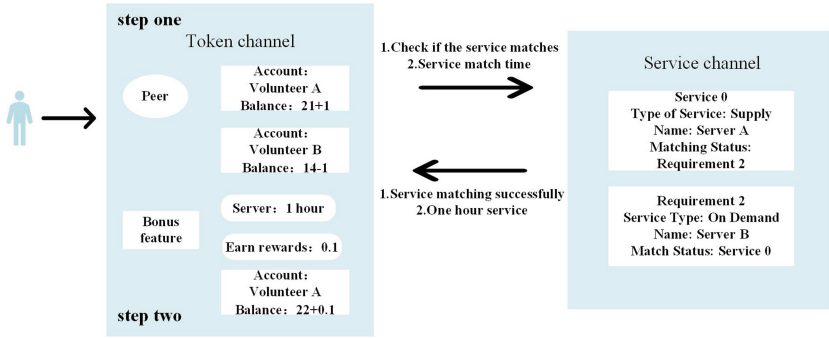 step one
Token channel
Peer
Account:
Volunteer A
Balance: 21+1
Account:
Volunteer B
Balance: 14-1
Bonus
feature
Server: 1 hour
Earn rewards: 0.1
Account:
Volunteer A
Balance: 22+0.1
step two
1.Check if the service matches
2.Service match time
1.Service matching successfully
2.One hour service
Service channel
Service 0
Type of Service: Supply
Name: Server A
Matching Status:
Requirement 2
Requirement 2
Service Type: On Demand
Name: Server B
Match Status: Service 0